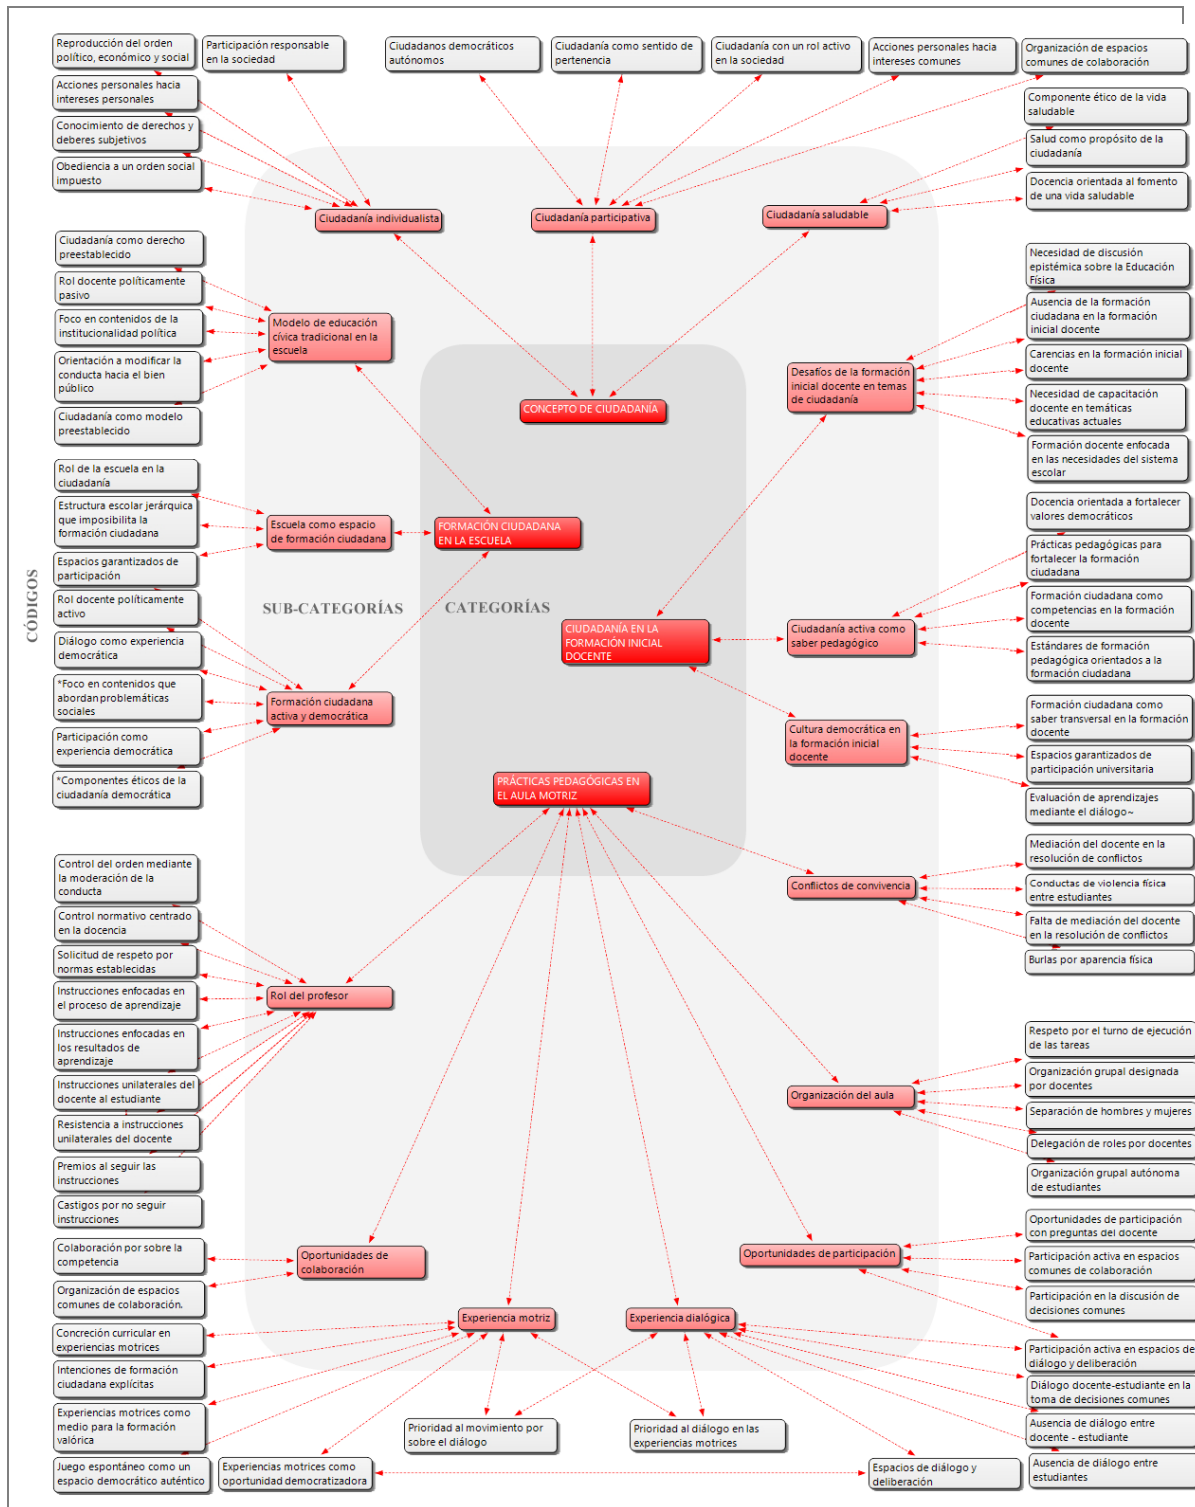 Reproducción del orden
político, económico y social
Participación responsable
en la sociedad
Ciudadanos democráticos
autónomos
Ciudadanía como sentido de
pertenencia
Ciudadanía con un rol activo
en la sociedad
Acciones personales hacia
intereses comunes
Organización de espacios
comunes de colaboración
Acciones personales hacia
intereses personales
Conocimiento de derechos y
deberes subjetivos
Obediencia a un orden social
impuesto
Componente ético de la vida
saludable
Salud como propósito de la
ciudadanía
Docencia orientada al fomento
de una vida saludable
Ciudadanía individualista
Ciudadanía participativa
Ciudadanía saludable
Ciudadanía como derecho
preestablecido
Rol docente políticamente
pasivo
Foco en contenidos de la
institucionalidad política
Orientación a modificar la
conducta hacia el bien
público
Ciudadanía como modelo
preestablecido
Modelo de educación
cívica tradicional en la
escuela
CONCEPTO DE CIUDADANÍA
Desafíos de la formación
inicial docente en temas
de ciudadanía
Necesidad de discusión
epistémica sobre la Educación
Física
Ausencia de la formación
ciudadana en la formación
inicial docente
Carencias en la formación inicial
docente
Necesidad de capacitación
docente en temáticas
educativas actuales
Formación docente enfocada
en las necesidades del sistema
escolar
Rol de la escuela en la
ciudadanía
Estructura escolar jerárquica
que imposibilita la
formación ciudadana
Espacios garantizados de
participación
Escuela como espacio
de formación ciudadana
FORMACIÓN CIUDADANA
EN LA ESCUELA
CÓDIGOS
SUB-CATEGORÍAS
CATEGORÍAS
Rol docente políticamente
activo
Diálogo como experiencia
democrática
*Foco en contenidos que
abordan problemáticas
sociales
Participación como
experiencia democrática
*Componentes éticos de la
ciudadanía democrática
Formación ciudadana
activa y democrática
CIUDADANÍA EN LA
FORMACIÓN INICIAL
DOCENTE
Ciudadanía activa como
saber pedagógico
Docencia orientada a fortalecer
valores democráticos
Prácticas pedagógicas para
fortalecer la formación
ciudadana
Formación ciudadana como
competencias en la formación
docente
Estándares de formación
pedagógica orientados a la
formación ciudadana
Cultura democrática en
la formación inicial
docente
Formación ciudadana como
saber transversal en la formación
docente
Espacios garantizados de
participación universitaria
Evaluación de aprendizajes
mediante el diálogo~
PRÁCTICAS PEDAGÓGICAS EN
EL AULA MOTRIZ
Conflictos de convivencia
Mediación del docente en la
resolución de conflictos
Conductas de violencia física
entre estudiantes
Falta de mediación del docente
en la resolución de conflictos
Burlas por aparencia física
Control del orden mediante
la moderación de la
conducta
Control normativo centrado
en la docencia
Solicitud de respeto por
normas establecidas
Instrucciones enfocadas en
el proceso de aprendizaje
Instrucciones enfocadas en
los resultados de
aprendizaje
Instrucciones unilaterales del
docente al estudiante
Resistencia a instrucciones
unilaterales del docente
Premios al seguir las
instrucciones
Castigos por no seguir
instrucciones
Rol del profesor
Organización del aula
Respeto por el turno de ejecución
de las tareas
Organización grupal designada
por docentes
Separación de hombres y mujeres
Delegación de roles por docentes
Organización grupal autónoma
de estudiantes
Colaboración por sobre la
competencia
Organización de espacios
comunes de colaboración.
Oportunidades de
colaboración
Oportunidades de participación
Oportunidades de participación
con preguntas del docente
Participación activa en espacios
comunes de colaboración
Participación en la discusión de
decisiones comunes
Participación activa en espacios de
diálogo y deliberación
Experiencia motriz
Experiencia dialógica
Concreción curricular en
experiencias motrices
Intenciones de formación
ciudadana explícitas
Experiencias motrices como
medio para la formación
valórica
Juego espontáneo como un
espacio democrático auténtico
Experiencias motrices como
oportunidad democratizadora
Prioridad al movimiento por
sobre el diálogo
Prioridad al diálogo en las
experiencias motrices
Espacios de diálogo y
deliberación
Diálogo docente-estudiante en la
toma de decisiones comunes
Ausencia de diálogo entre
docente - estudiante
Ausencia de diálogo entre
estudiantes